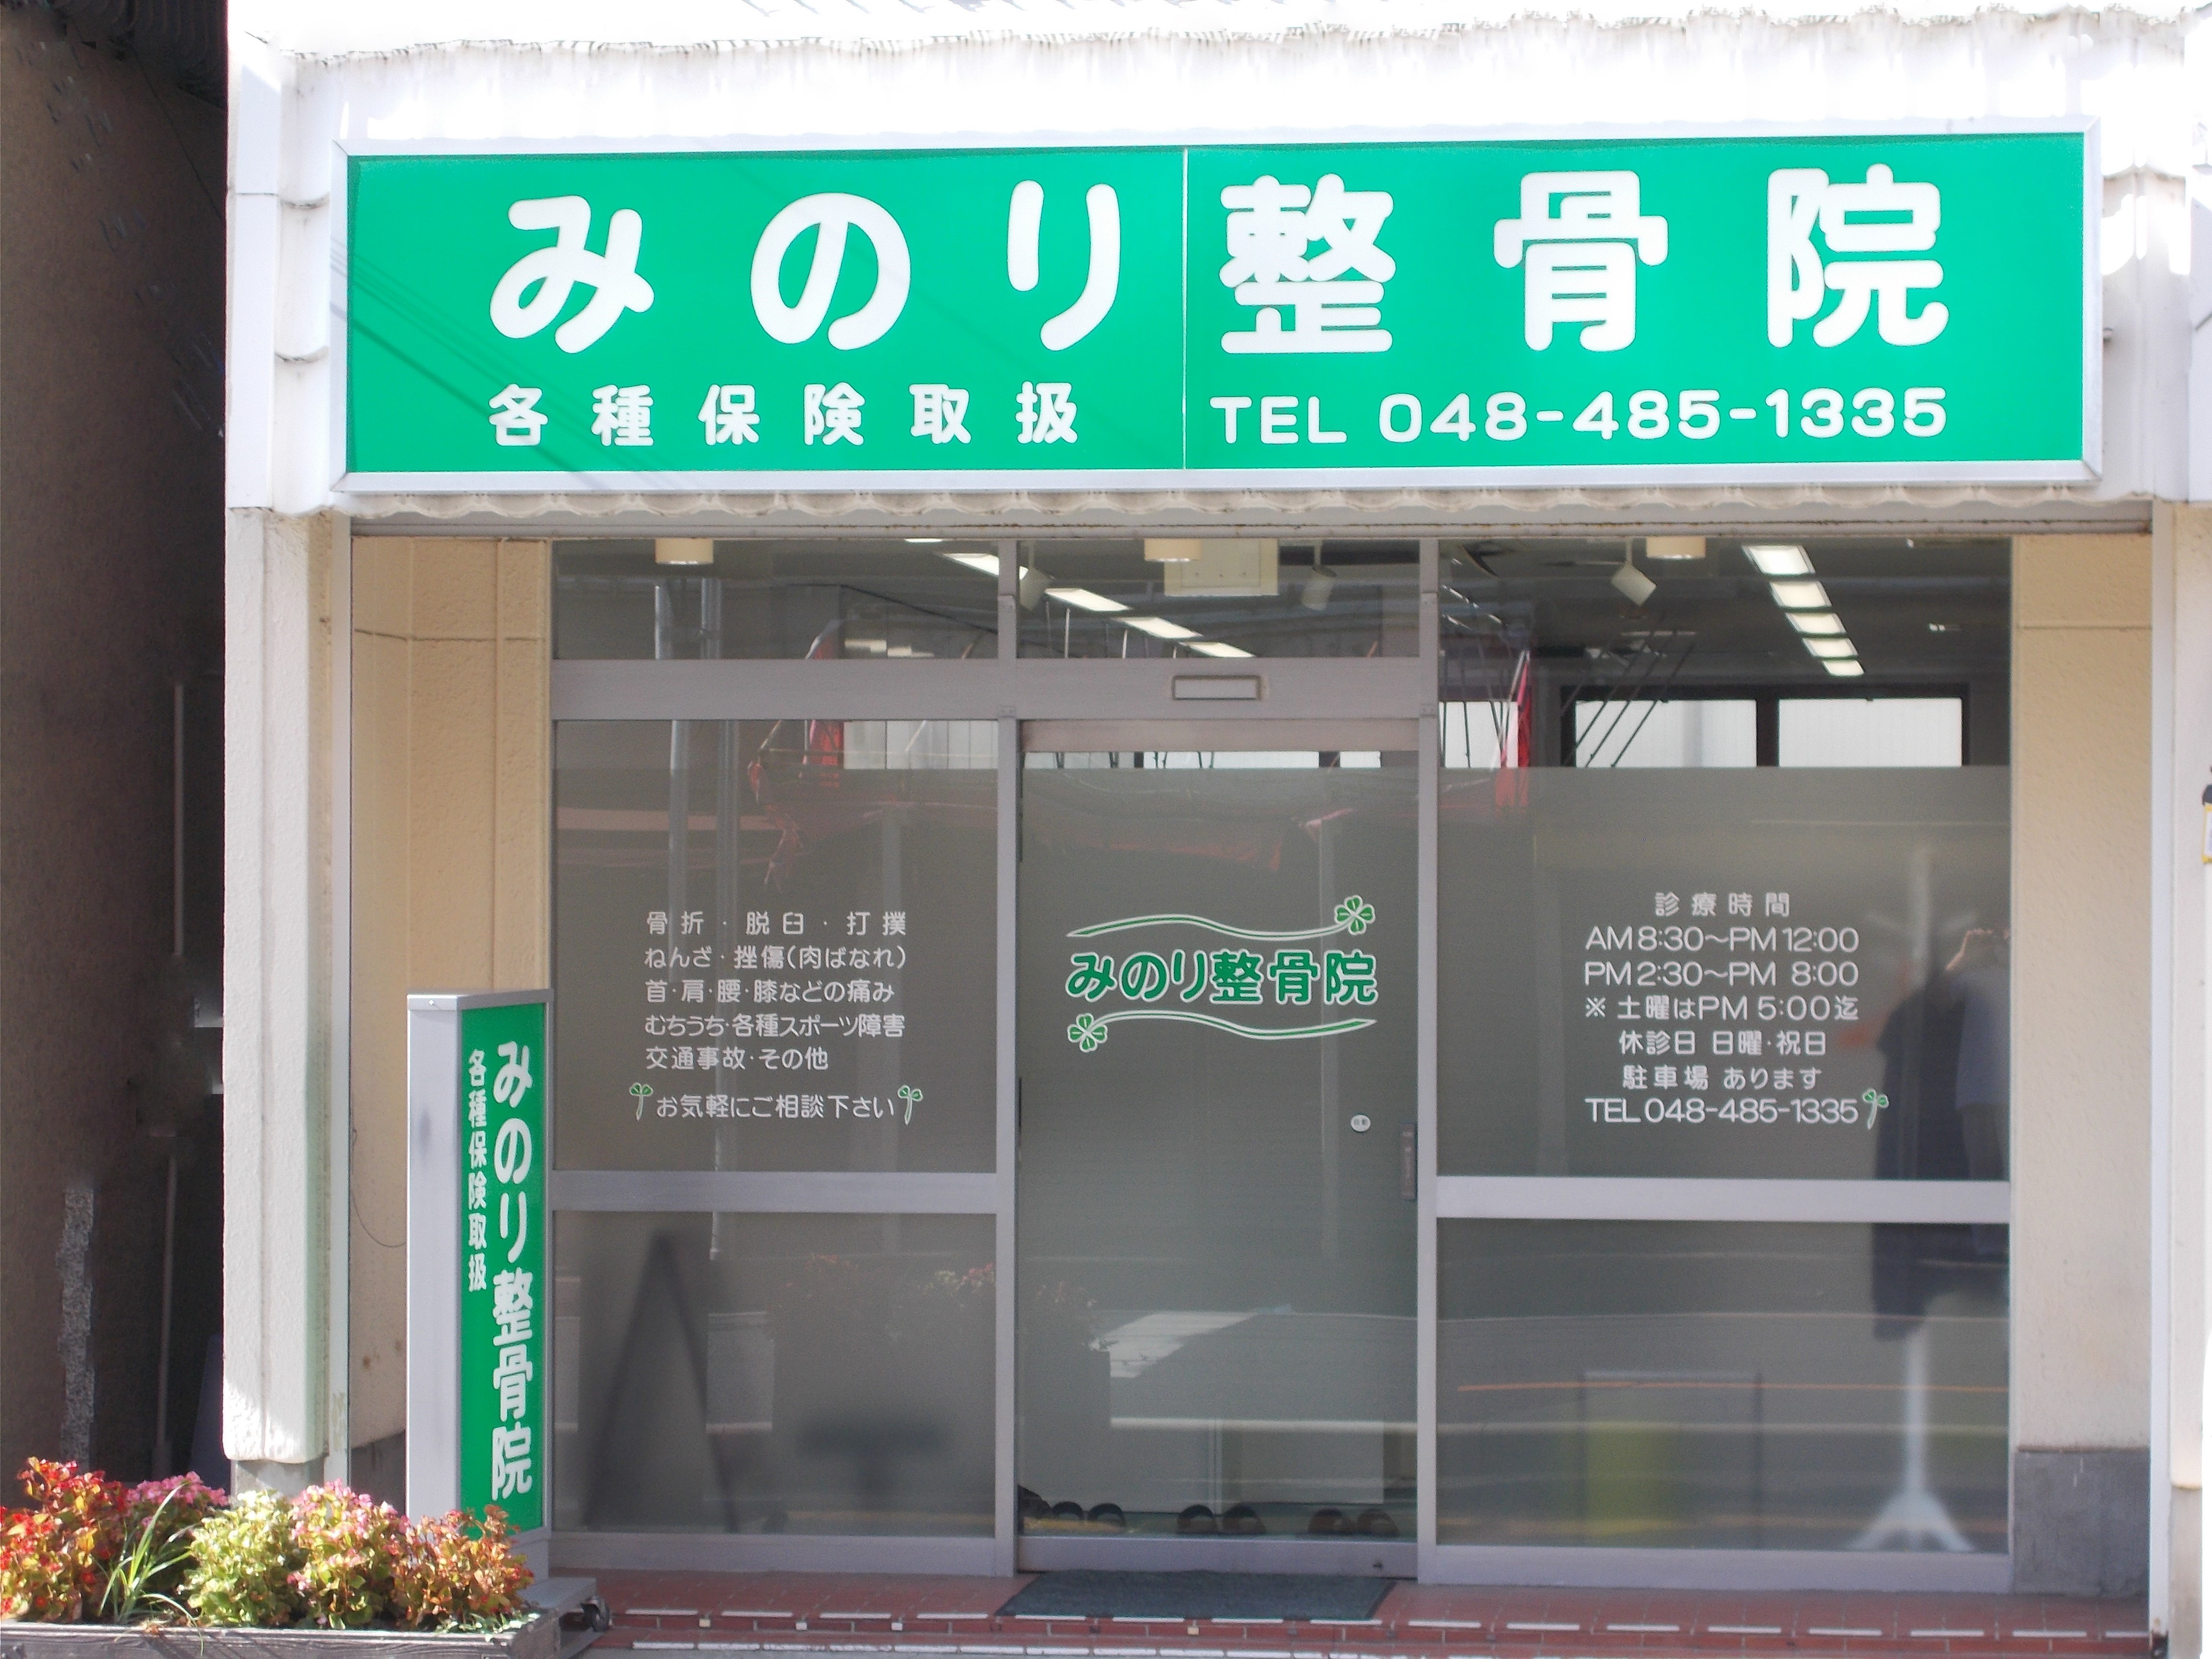 みのり整骨院
各種保険取扱
TEL 048-485-1335
骨折・脱臼・打撲
ねんざ・挫傷(肉ばなれ)
首・肩・腰・膝などの痛み
むちうち・各種スポーツ障害
交通事故・その他
お気軽にご相談下さい
みのり整骨院
自動
診療時間
AM 8:30～PM 12:00
PM 2:30～PM 8:00
※ 土曜はPM 5:00迄
休診日 日曜・祝日
駐車場 あります
TEL 048-485-1335
みのり整骨院
各種保険取扱